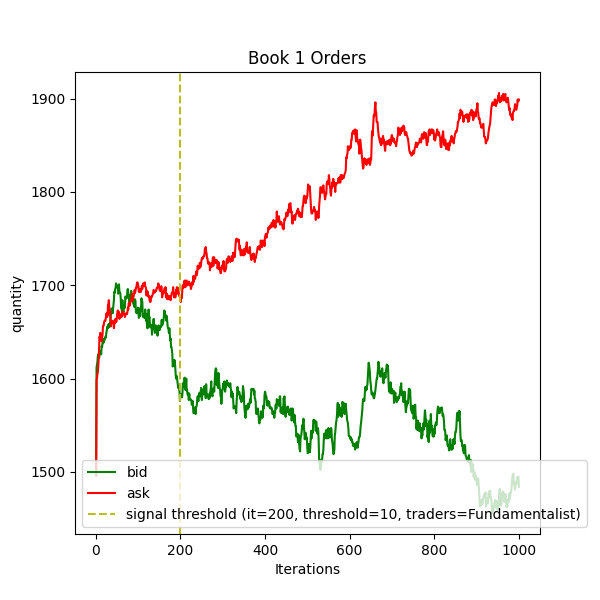 Book 1 Orders
quantity
1900
1800
1700
1600
1500
bid
ask
signal threshold (it=200, threshold=10, traders=Fundamentalist)
0 200 400 600 800 1000
Iterations